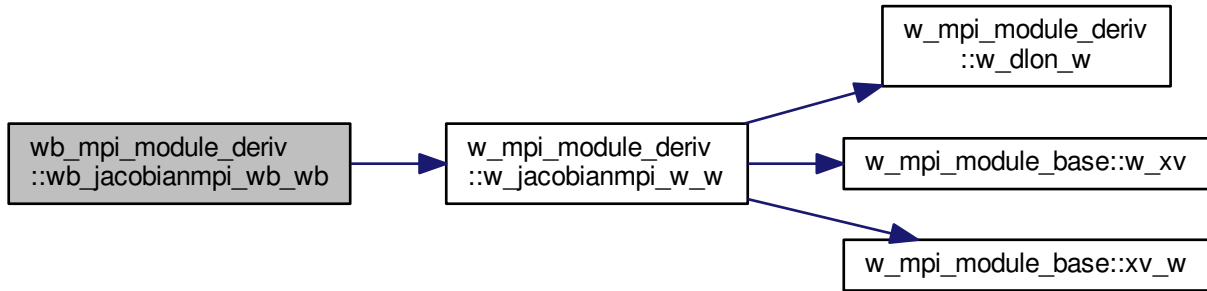 w_mpi_module_deriv
::w_dlon_w
wb_mpi_module_deriv
::wb_jacobianmpi_wb_wb
w_mpi_module_deriv
::w_jacobianmpi_w_w
w_mpi_module_base::w_xv
w_mpi_module_base::xv_w